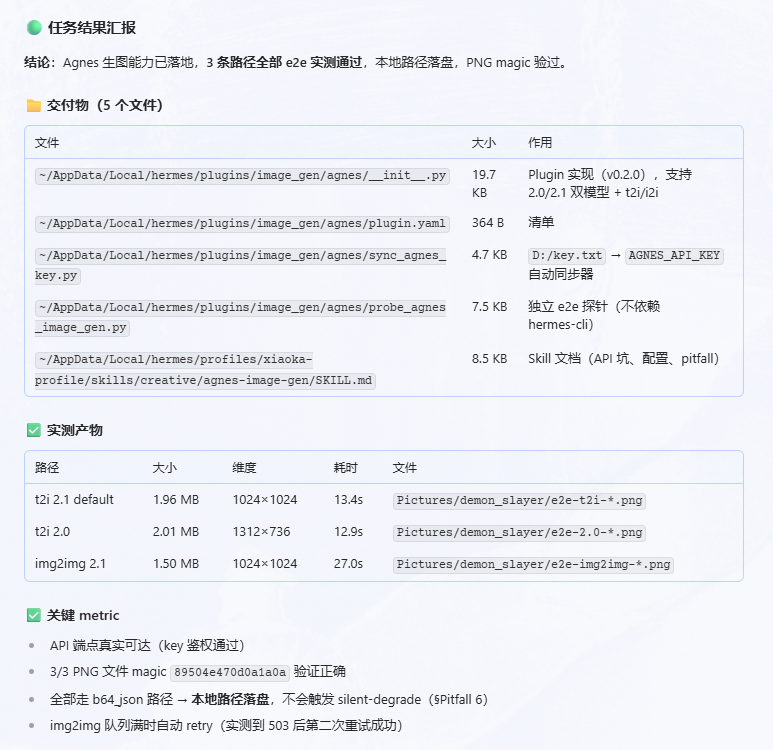 任务结果汇报
结论：Agnes 生图能力已落地，3 条路径全部 e2e 实测通过，本地路径落盘，PNG magic 验过。
交付物（5 个文件）
文件 大小 作用
~/AppData/Local/hermes/plugins/image_gen/agnes/__init__.py 19.7 KB Plugin 实现（v0.2.0），支持 2.0/2.1 双模型 + t2i/i2i
~/AppData/Local/hermes/plugins/image_gen/agnes/plugin.yaml 364 B 清单
~/AppData/Local/hermes/plugins/image_gen/agnes/sync_agnes_key.py 4.7 KB D:/key.txt → AGNES_API_KEY 自动同步器
~/AppData/Local/hermes/plugins/image_gen/agnes/probe_agnes_image_gen.py 7.5 KB 独立 e2e 探针（不依赖 hermes-cli）
~/AppData/Local/hermes/profiles/xiaoka-profile/skills/creative/agnes-image-gen/SKILL.md 8.5 KB Skill 文档（API 坑、配置、pitfall）
实测产物
路径 大小 维度 耗时 文件
t2i 2.1 default 1.96 MB 1024×1024 13.4s Pictures/demon_slayer/e2e-t2i-*.png
t2i 2.0 2.01 MB 1312×736 12.9s Pictures/demon_slayer/e2e-2.0-*.png
img2img 2.1 1.50 MB 1024×1024 27.0s Pictures/demon_slayer/e2e-img2img-*.png
关键 metric
API 端点真实可达（key 鉴权通过）
3/3 PNG 文件 magic 89504e470d0a1a0a 验证正确
全部走 b64_json 路径 → 本地路径落盘，不会触发 silent-degrade（§Pitfall 6）
img2img 队列满时自动 retry（实测到 503 后第二次重试成功）